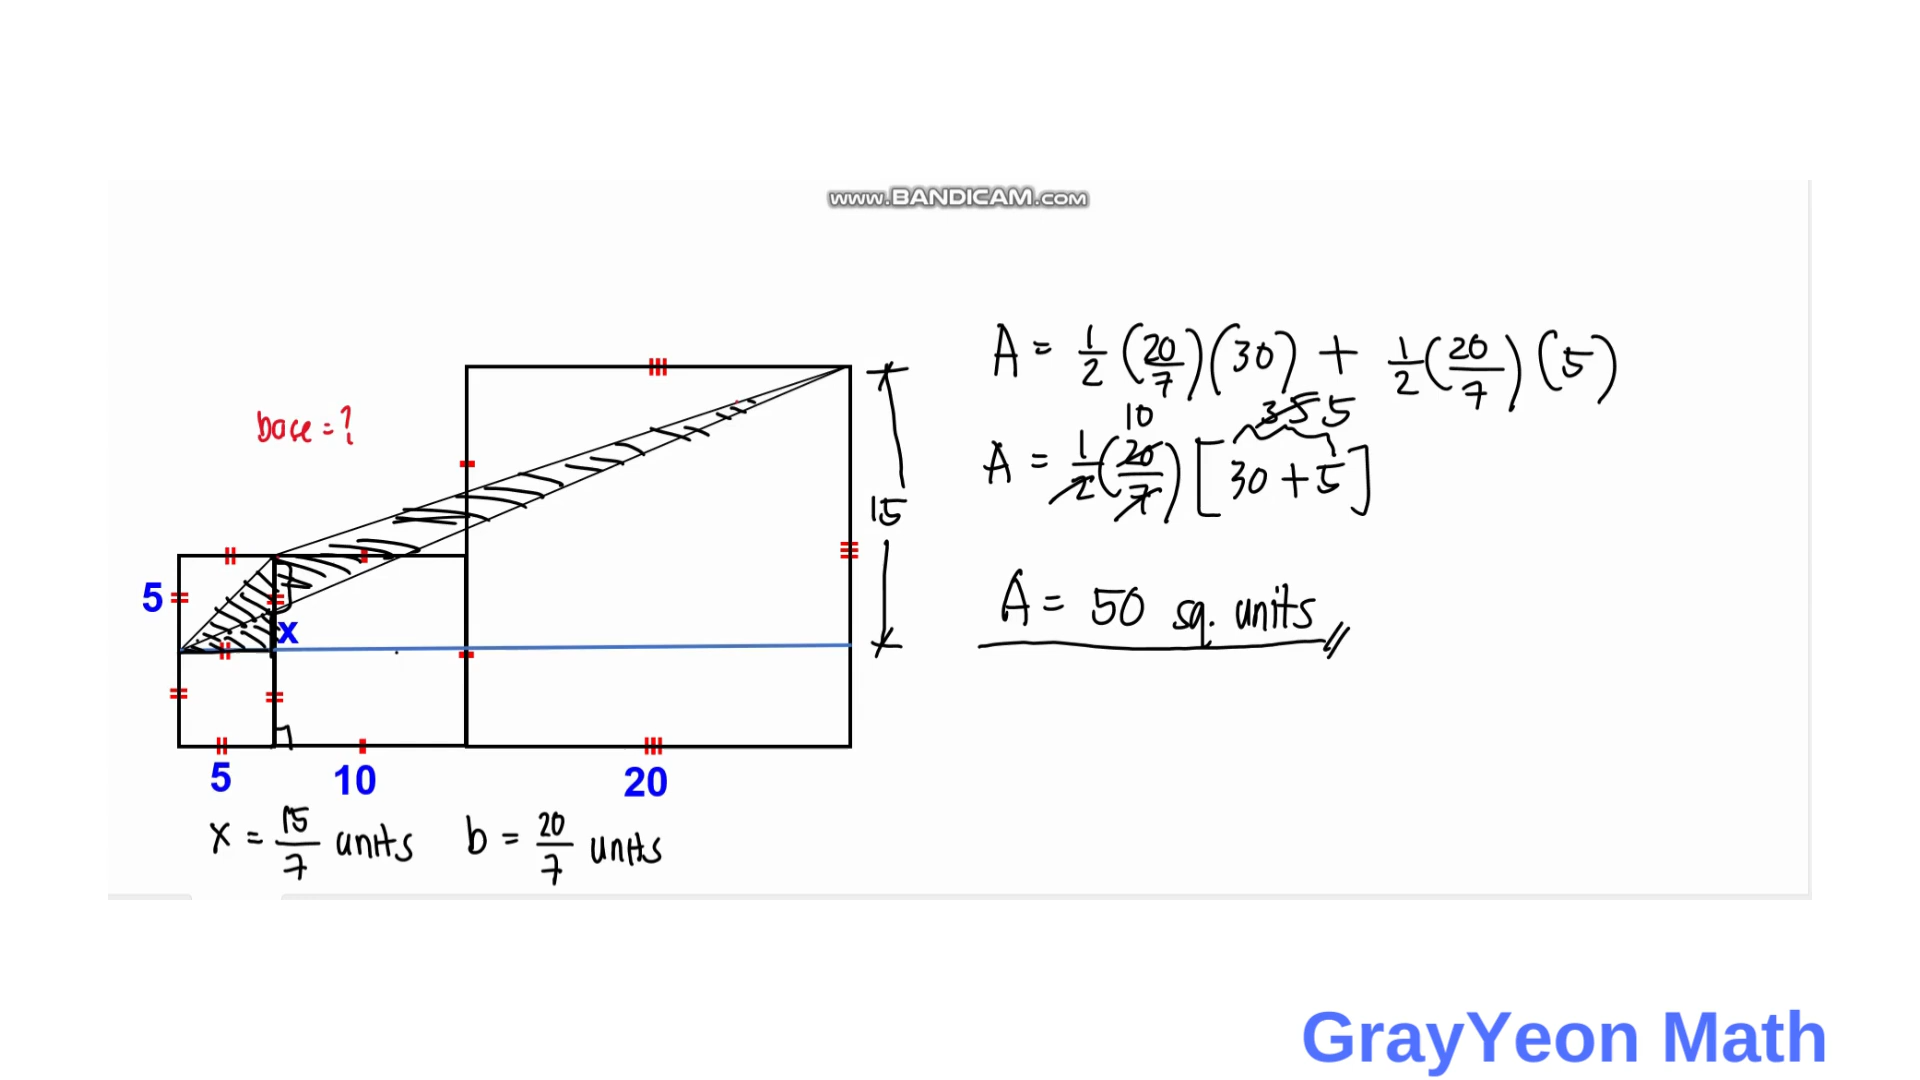 www.BANDICAM.com
base = ?
5
x
5
10
20
15
x = 15/7 units
b = 20/7 units
A = 1/2 (20/7)(30) + 1/2 (20/7)(5)
10
35 5
A = 1/2 (20/7) [30 + 5]
A = 50 sq. units
GrayYeon Math